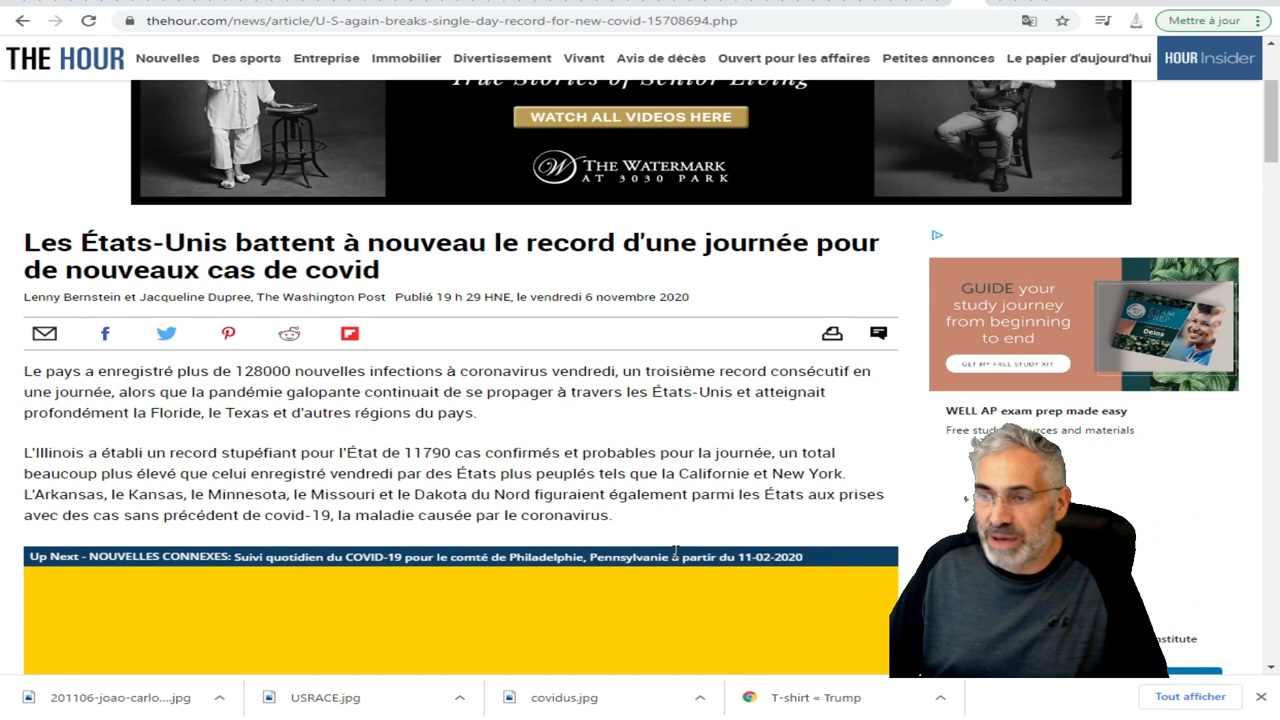 thehour.com/news/article/U-S-again-breaks-single-day-record-for-new-covid-15708694.php
Mettre à jour
THE HOUR
Nouvelles Des sports Entreprise Immobilier Divertissement Vivant Avis de décès Ouvert pour les affaires Petites annonces Le papier d'aujourd'hui
HOUR Insider
True Stories of Senior Living
WATCH ALL VIDEOS HERE
THE WATERMARK
AT 3030 PARK
Les États-Unis battent à nouveau le record d'une journée pour
de nouveaux cas de covid
Lenny Bernstein et Jacqueline Dupree, The Washington Post Publié 19 h 29 HNE, le vendredi 6 novembre 2020
Le pays a enregistré plus de 128000 nouvelles infections à coronavirus vendredi, un troisième record consécutif en
une journée, alors que la pandémie galopante continuait de se propager à travers les États-Unis et atteignait
profondément la Floride, le Texas et d'autres régions du pays.
L'Illinois a établi un record stupéfiant pour l'État de 11790 cas confirmés et probables pour la journée, un total
beaucoup plus élevé que celui enregistré vendredi par des États plus peuplés tels que la Californie et New York.
L'Arkansas, le Kansas, le Minnesota, le Missouri et le Dakota du Nord figuraient également parmi les États aux prises
avec des cas sans précédent de covid-19, la maladie causée par le coronavirus.
Up Next - NOUVELLES CONNEXES: Suivi quotidien du COVID-19 pour le comté de Philadelphie, Pennsylvanie à partir du 11-02-2020
GUIDE your
study journey
from beginning
to end
GET MY FREE STUDY KIT
WELL AP exam prep made easy
Free and materials
201106-joao-carlo....jpg
USRACE.jpg
covidus.jpg
T-shirt « Trump
Tout afficher